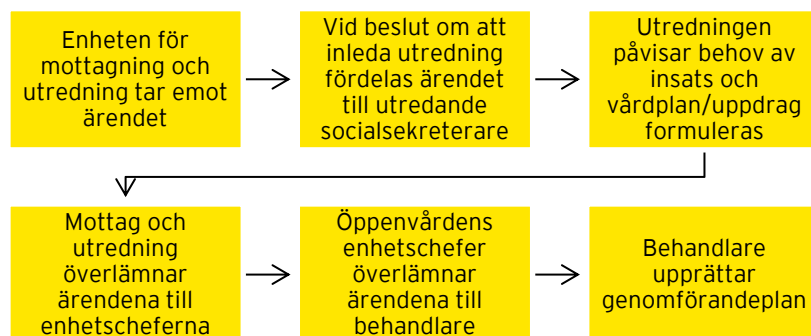 Enheten för
mottagning och
utredning tar emot
ärendet
Vid beslut om att
inleda utredning
fördelas ärendet
till utredande
socialsekreterare
Utredningen
påvisar behov av
insats och
vårdplan/uppdrag
formuleras
Mottag och
utredning
överlämnar
ärendena till
enhetscheferna
Öppenvårdens
enhetschefer
överlämnar
ärendena till
behandlare
Behandlare
upprättar
genomförandeplan